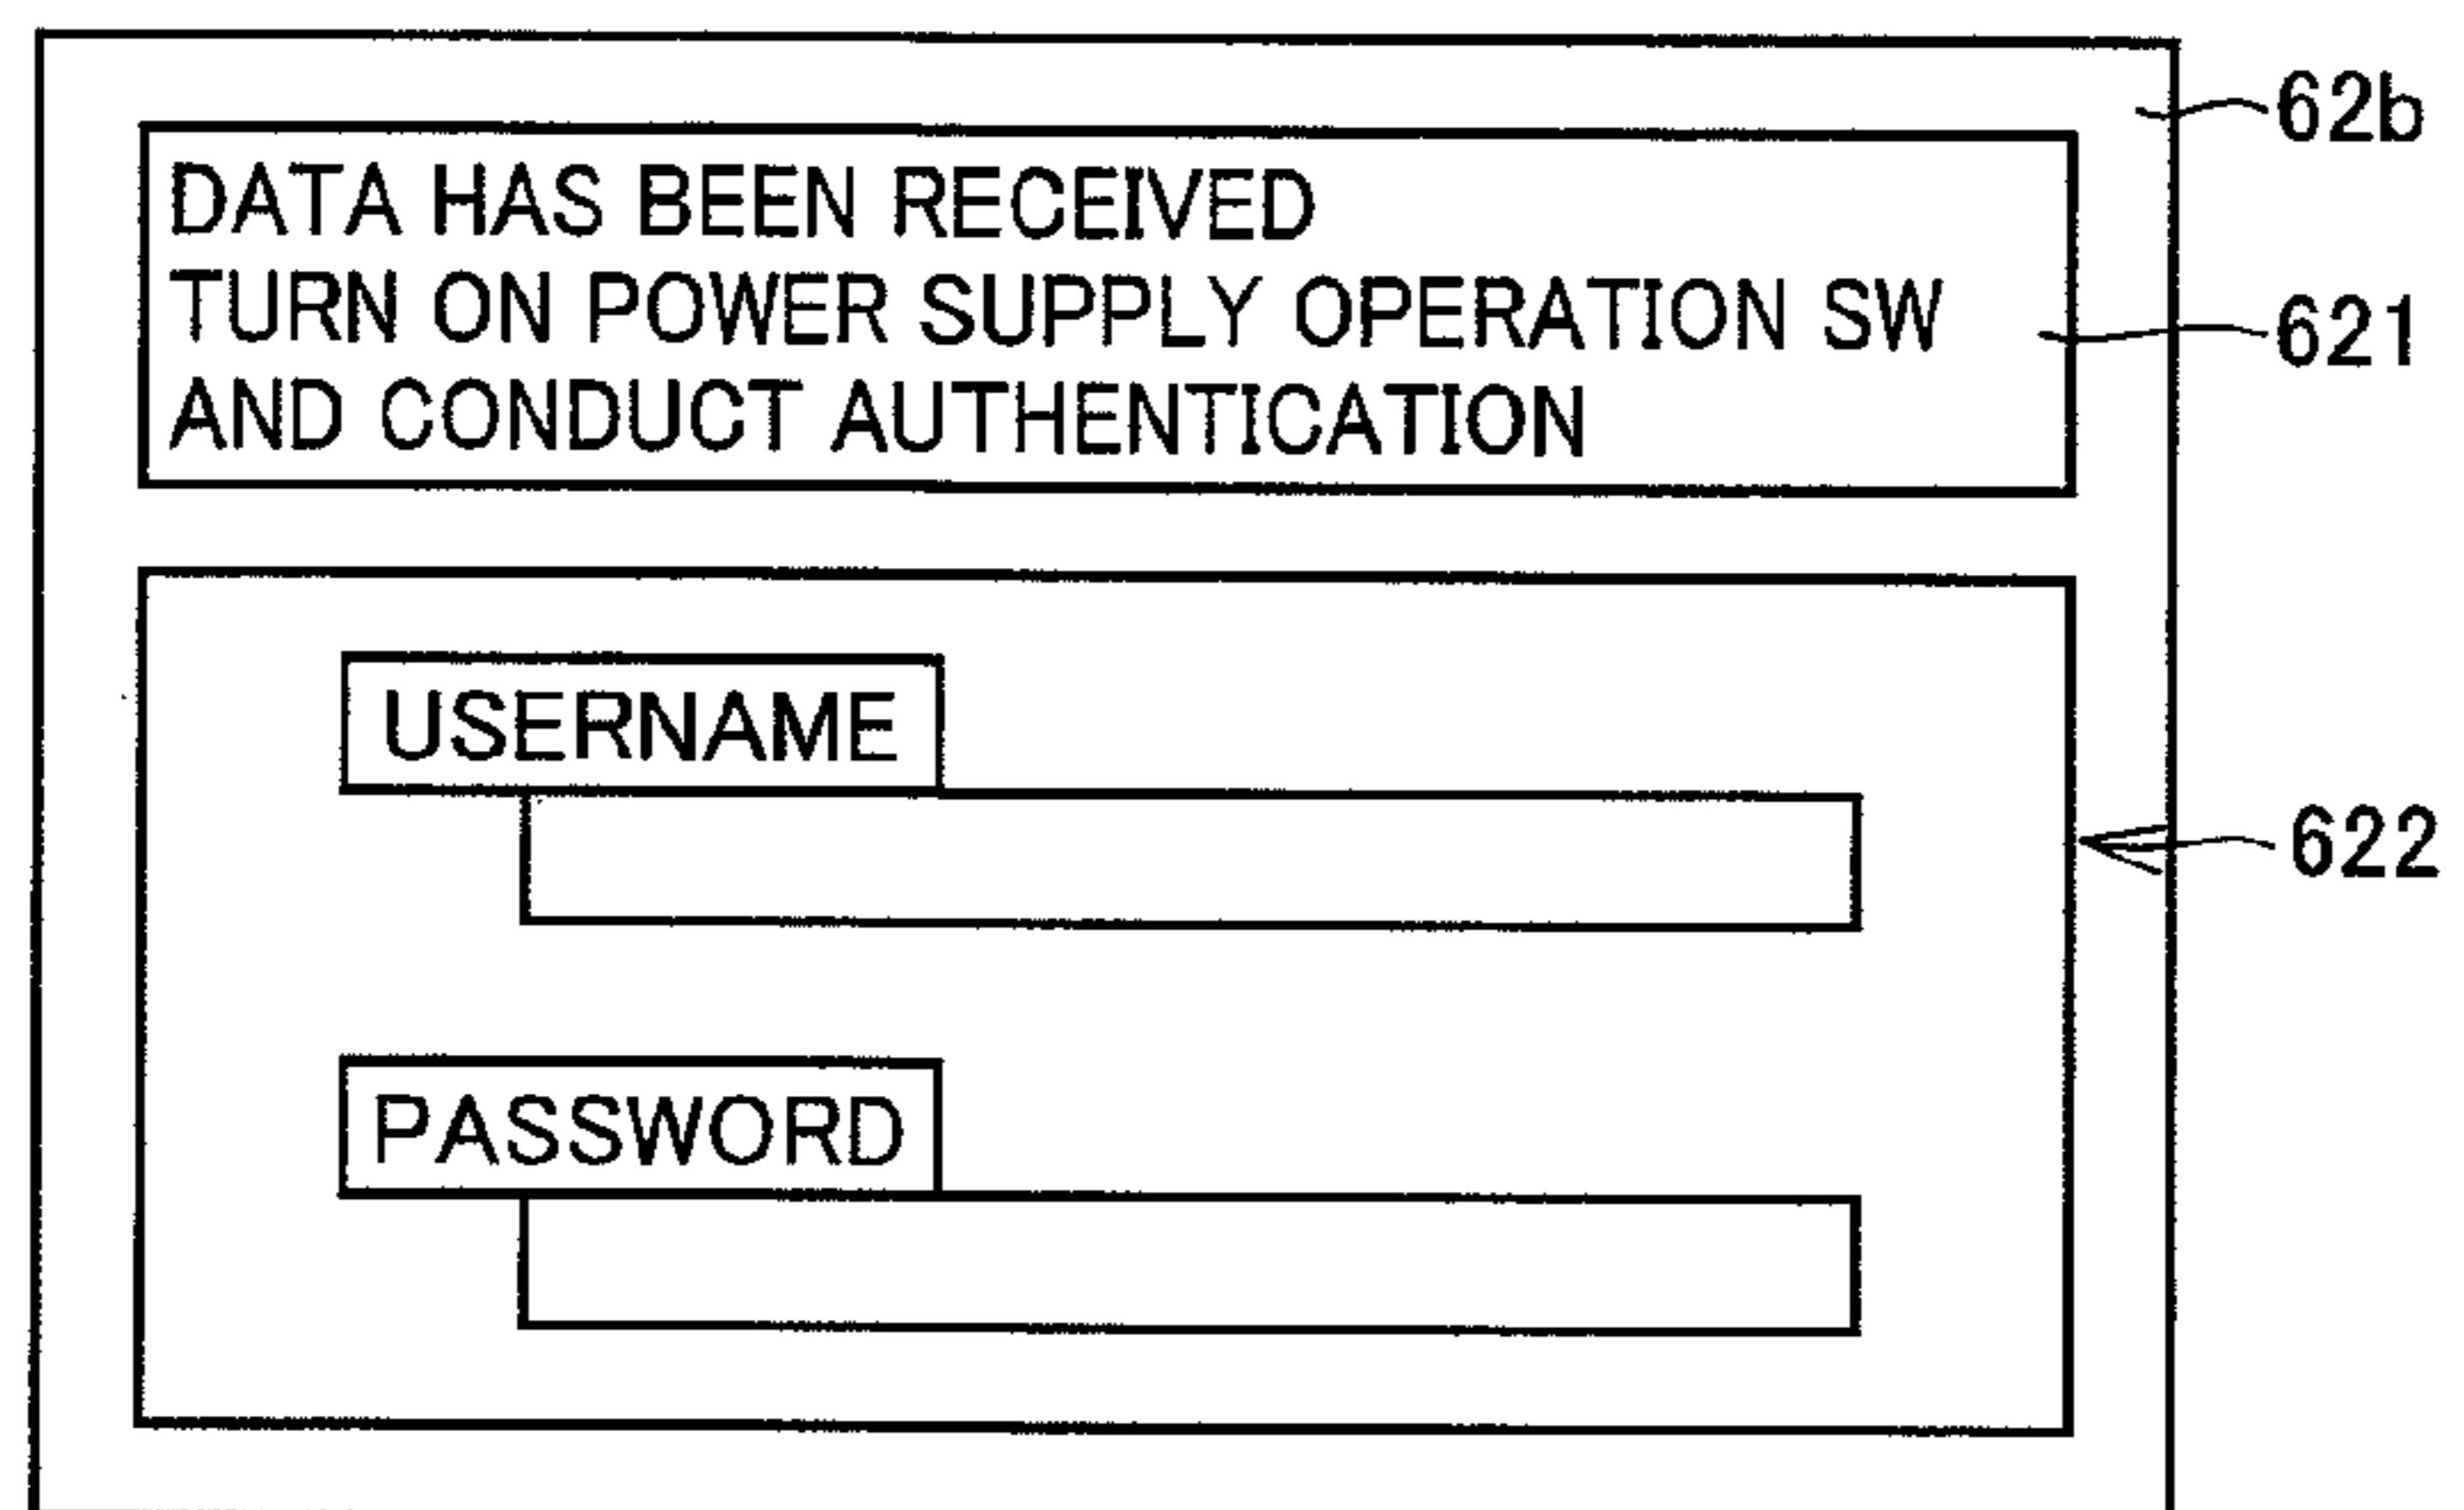 62b
DATA HAS BEEN RECEIVED
TURN ON POWER SUPPLY OPERATION SW
621
AND CONDUCT AUTHENTICATION
USERNAME
622
PASSWORD